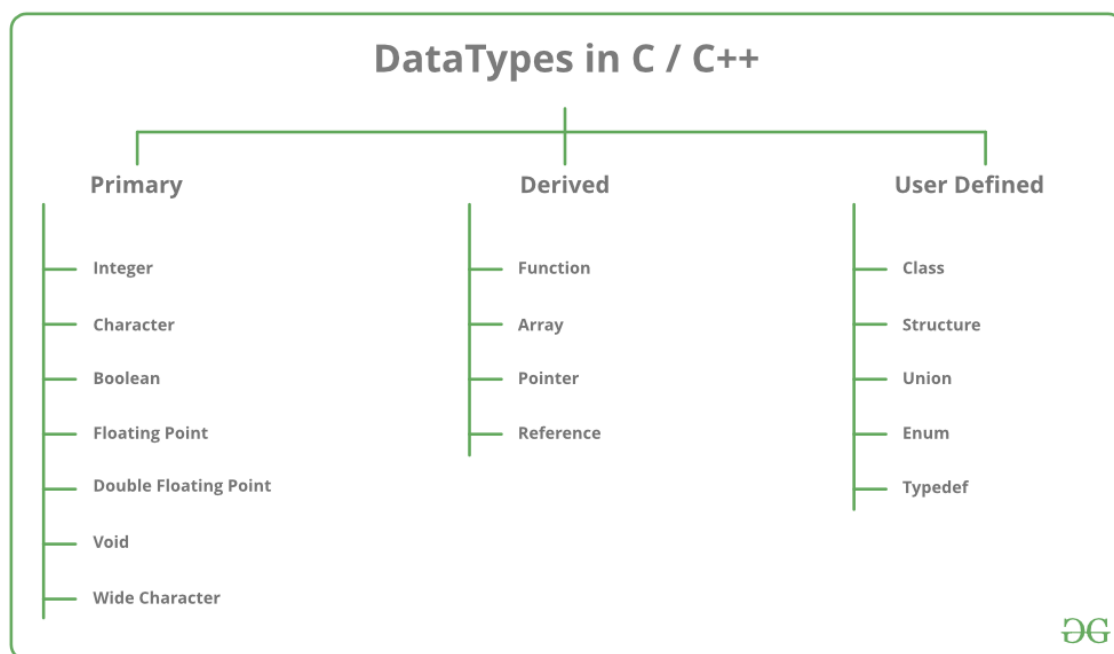 DataTypes in C / C++
Primary
Integer
Character
Boolean
Floating Point
Double Floating Point
Void
Wide Character
Derived
Function
Array
Pointer
Reference
User Defined
Class
Structure
Union
Enum
Typedef